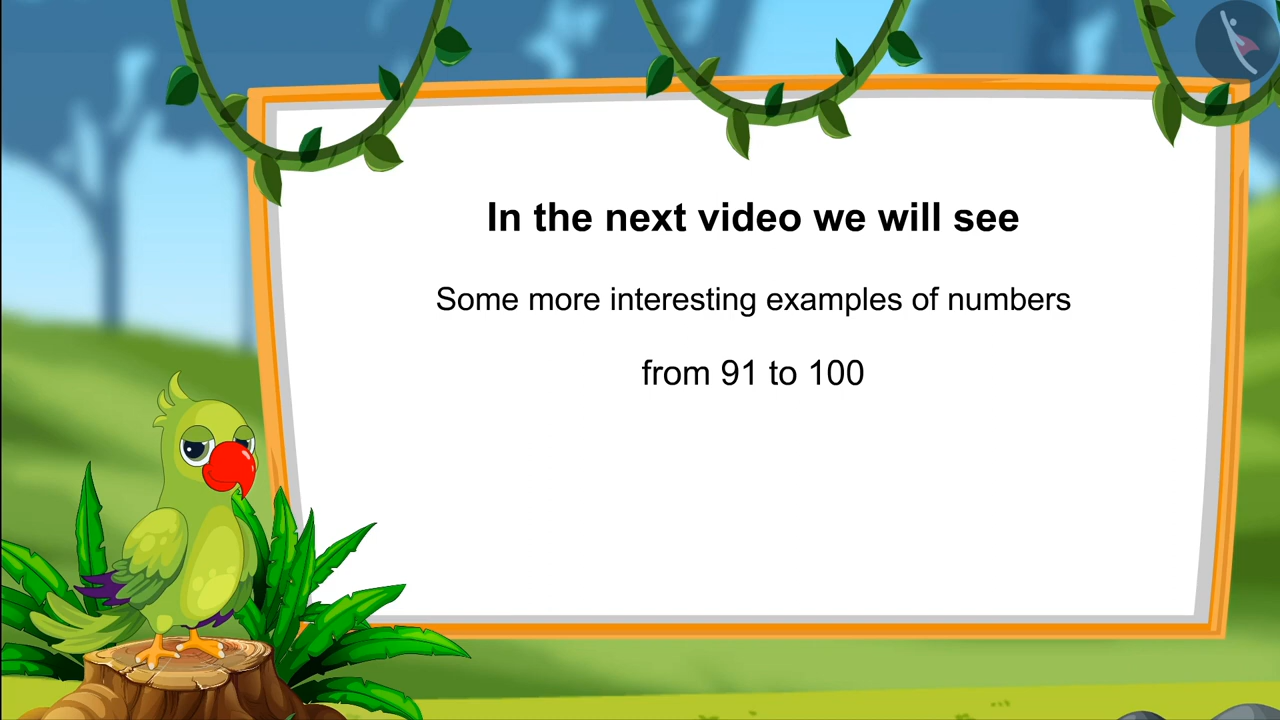 In the next video we will see
Some more interesting examples of numbers
from 91 to 100